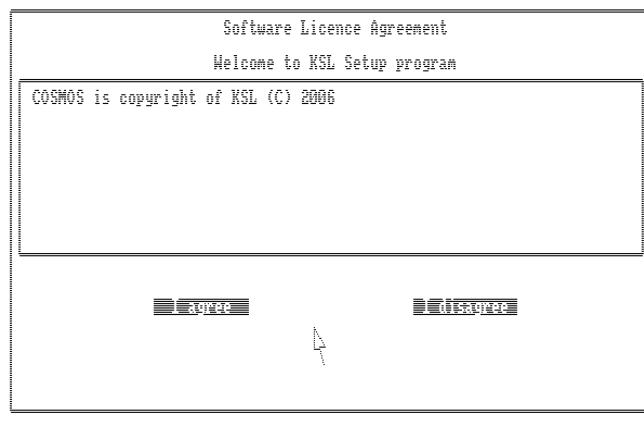 Software Licence Agreement
Welcome to KSL Setup program
COSMOS is copyright of KSL (C) 2006
I agree
I disagree